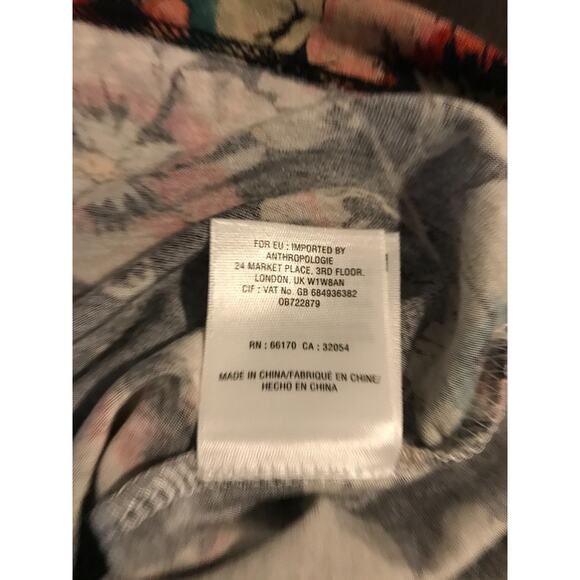 FOR EU : IMPORTED BY
ANTHROPOLOGIE
24 MARKET PLACE, 3RD FLOOR.
LONDON, UK W1W8AN
CIF : VAT No. GB 684936382
OB722879
RN : 66170 CA : 32054
MADE IN CHINA/FABRIQUÉ EN CHINE/
HECHO EN CHINA